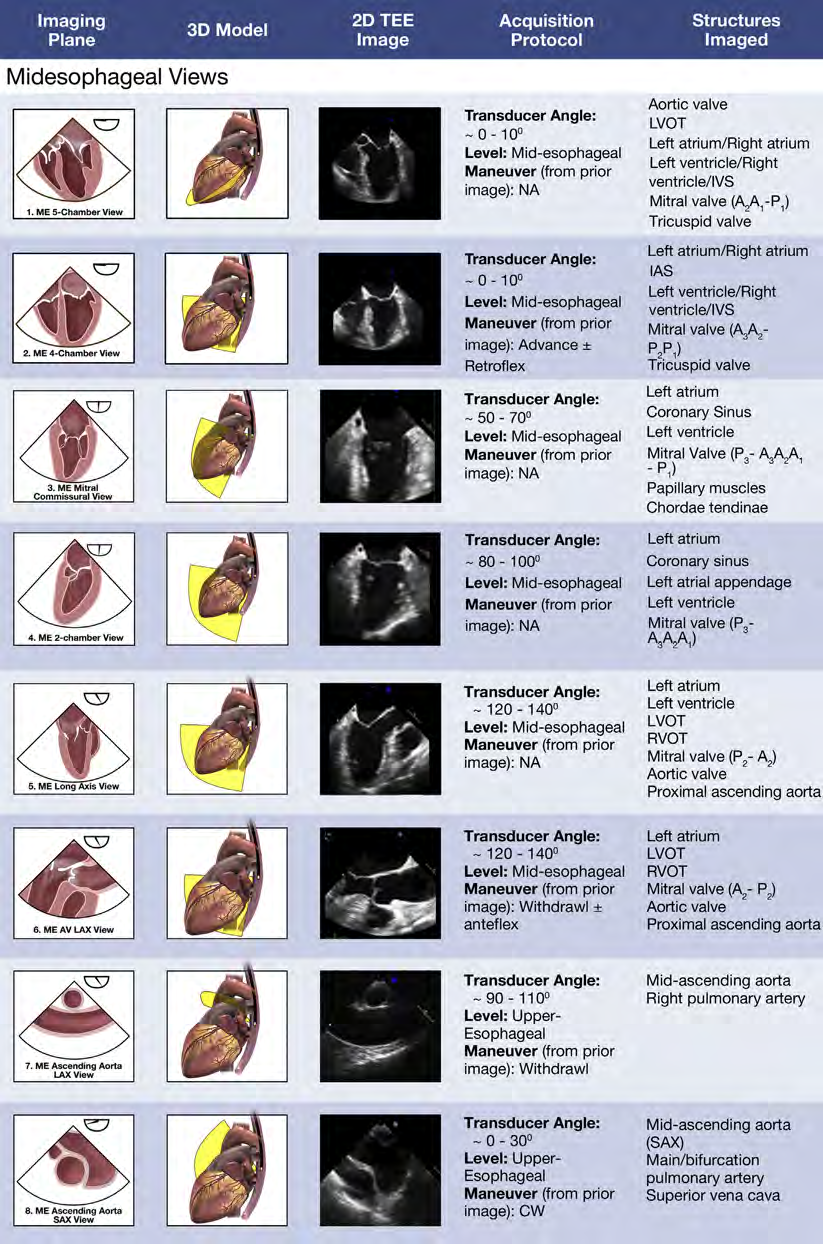 Imaging Plane
3D Model
2D TEE Image
Acquisition Protocol
Structures Imaged
Midesophageal Views
1. ME 5-Chamber View
Transducer Angle:
~ 0 - 10⁰
Level: Mid-esophageal
Maneuver (from prior
image): NA
Aortic valve
LVOT
Left atrium/Right atrium
Left ventricle/Right
ventricle/IVS
Mitral valve (A₂A₁-P₁)
Tricuspid valve
2. ME 4-Chamber View
Transducer Angle:
~ 0 - 10⁰
Level: Mid-esophageal
Maneuver (from prior
image): Advance ±
Retroflex
Left atrium/Right atrium
IAS
Left ventricle/Right
ventricle/IVS
Mitral valve (A₃A₂-
P₂P₁)
Tricuspid valve
3. ME Mitral
Commissural View
Transducer Angle:
~ 50 - 70⁰
Level: Mid-esophageal
Maneuver (from prior
image): NA
Left atrium
Coronary Sinus
Left ventricle
Mitral Valve (P₃- A₃A₂A₁
- P₁)
Papillary muscles
Chordae tendinae
4. ME 2-chamber View
Transducer Angle:
~ 80 - 100⁰
Level: Mid-esophageal
Maneuver (from prior
image): NA
Left atrium
Coronary sinus
Left atrial appendage
Left ventricle
Mitral valve (P₃-
A₃A₂A₁)
5. ME Long Axis View
Transducer Angle:
~ 120 - 140⁰
Level: Mid-esophageal
Maneuver (from prior
image): NA
Left atrium
Left ventricle
LVOT
RVOT
Mitral valve (P₂- A₂)
Aortic valve
Proximal ascending aorta
6. ME AV LAX View
Transducer Angle:
~ 120 - 140⁰
Level: Mid-esophageal
Maneuver (from prior
image): Withdrawl ±
anteflex
Left atrium
LVOT
RVOT
Mitral valve (A₂- P₂)
Aortic valve
Proximal ascending aorta
7. ME Ascending Aorta
LAX View
Transducer Angle:
~ 90 - 110⁰
Level: Upper-
Esophageal
Maneuver (from prior
image): Withdrawl
Mid-ascending aorta
Right pulmonary artery
8. ME Ascending Aorta
SAX View
Transducer Angle:
~ 0 - 30⁰
Level: Upper-
Esophageal
Maneuver (from prior
image): CW
Mid-ascending aorta
(SAX)
Main/bifurcation
pulmonary artery
Superior vena cava